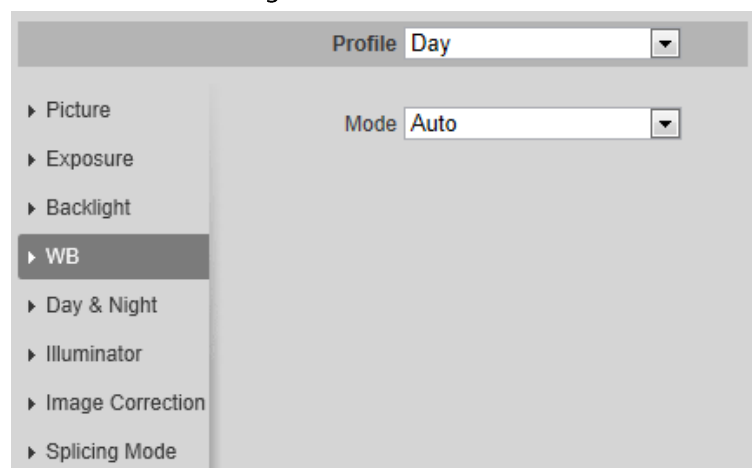 Profile Day
Picture
Mode Auto
Exposure
Backlight
WB
Day & Night
Illuminator
Image Correction
Splicing Mode